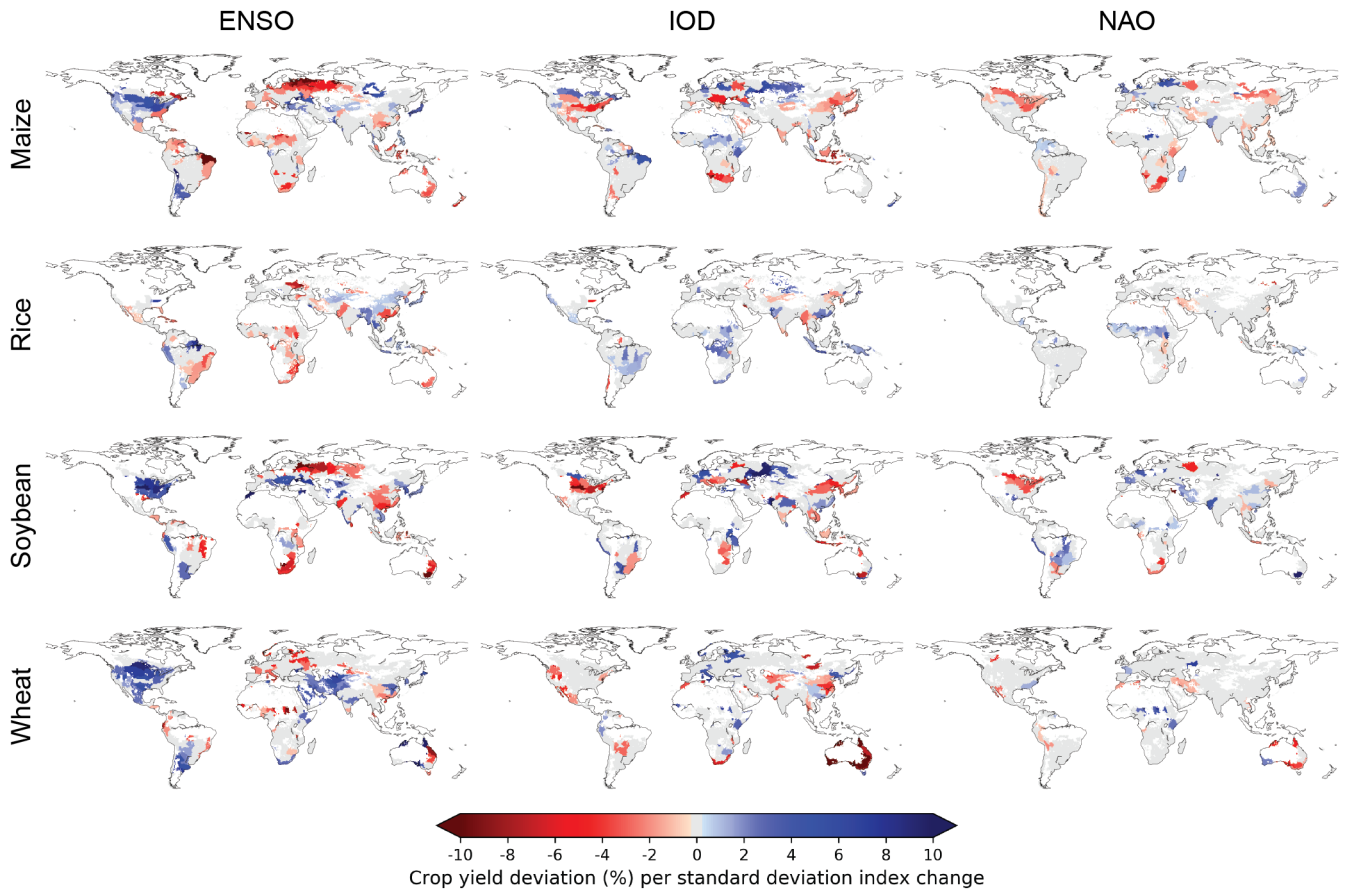 ENSO IOD NAO
Maize
Rice
Soybean
Wheat
-10 -8 -6 -4 -2 0 2 4 6 8 10
Crop yield deviation (%) per standard deviation index change